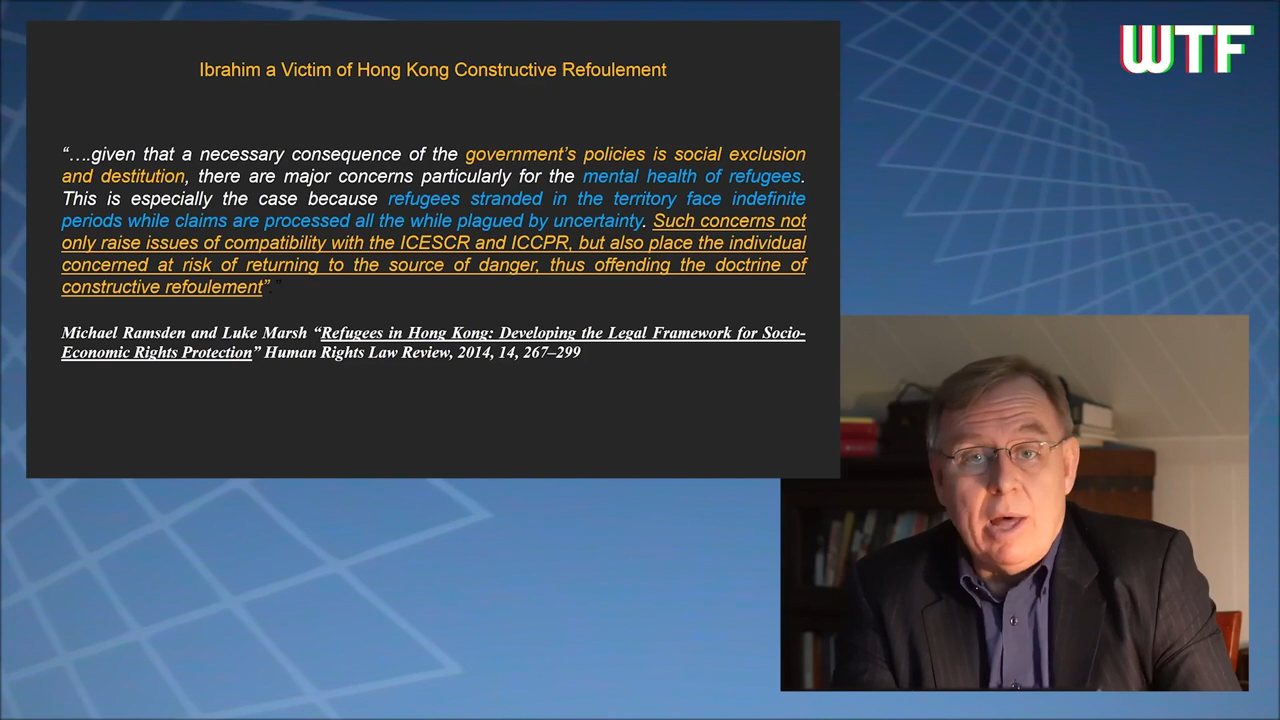 WTF
Ibrahim a Victim of Hong Kong Constructive Refoulement
“….given that a necessary consequence of the government’s policies is social exclusion
and destitution, there are major concerns particularly for the mental health of refugees.
This is especially the case because refugees stranded in the territory face indefinite
periods while claims are processed all the while plagued by uncertainty. Such concerns not
only raise issues of compatibility with the ICESCR and ICCPR, but also place the individual
concerned at risk of returning to the source of danger, thus offending the doctrine of
constructive refoulement”.”
Michael Ramsden and Luke Marsh “Refugees in Hong Kong: Developing the Legal Framework for Socio-
Economic Rights Protection” Human Rights Law Review, 2014, 14, 267–299